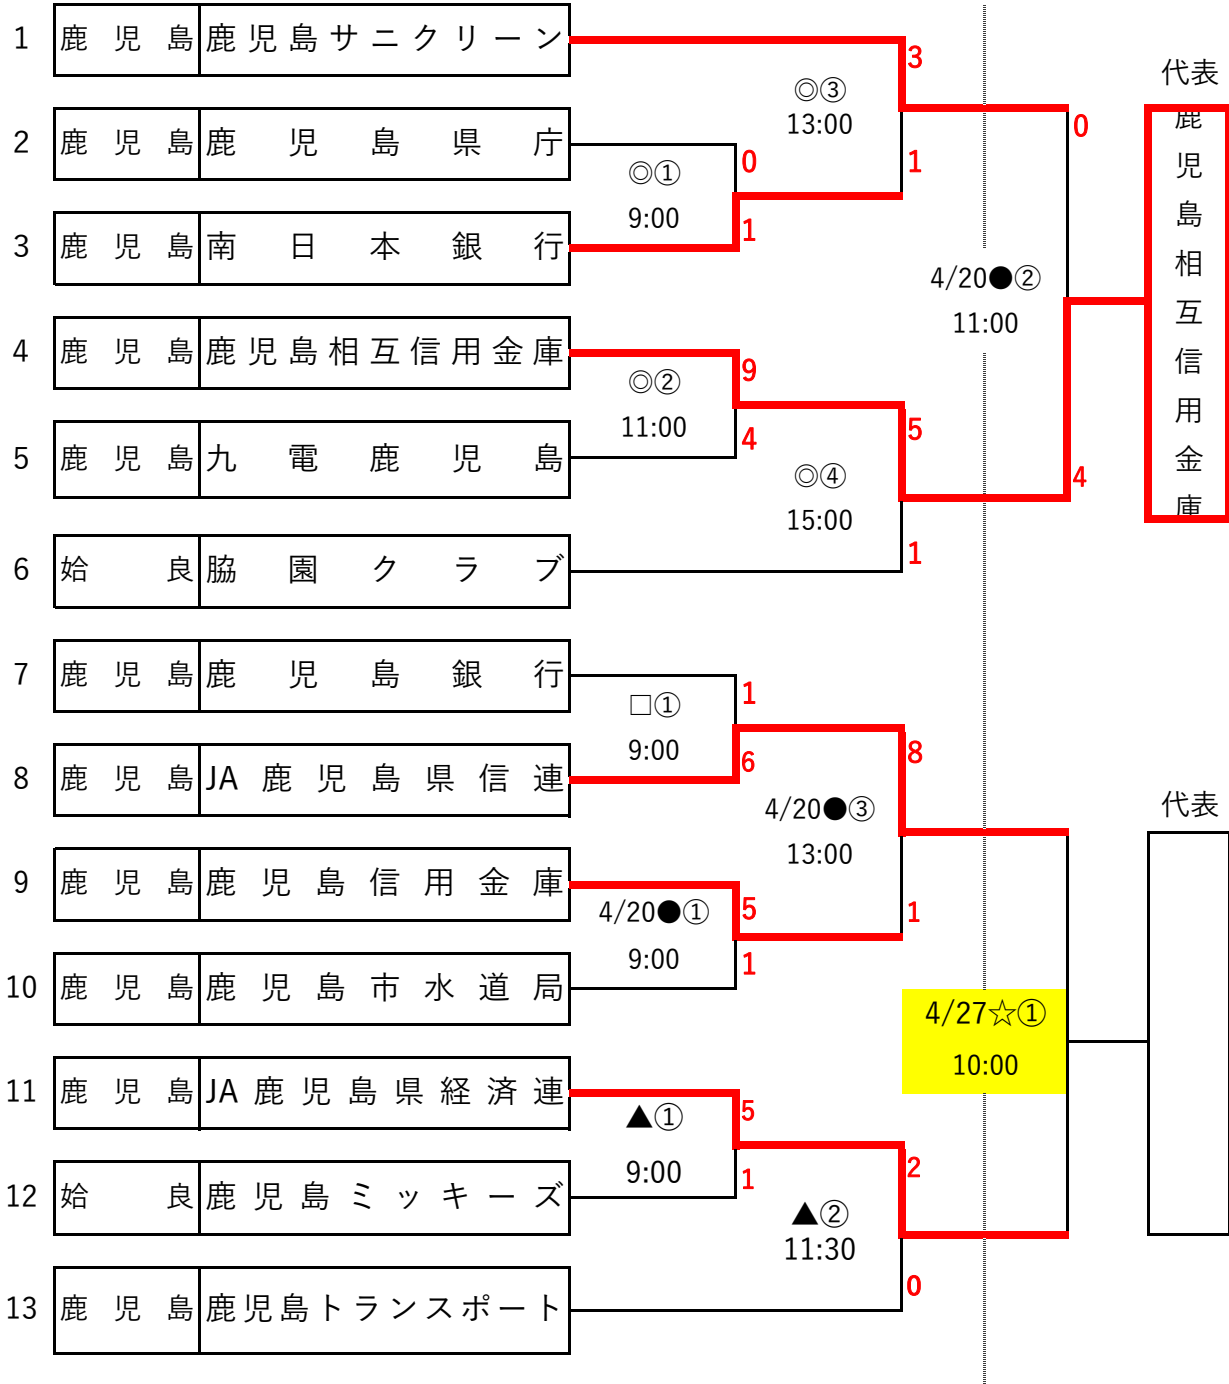 1 鹿児島 鹿児島サニクリーン
2 鹿児島 鹿児島県庁
3 鹿児島 南日本銀行
4 鹿児島 鹿児島相互信用金庫
5 鹿児島 九電鹿児島
6 姶良 脇園クラブ
7 鹿児島 鹿児島銀行
8 鹿児島 JA鹿児島県信連
9 鹿児島 鹿児島信用金庫
10 鹿児島 鹿児島市水道局
11 鹿児島 JA鹿児島県経済連
12 姶良 鹿児島ミッキーズ
13 鹿児島 鹿児島トランスポート
◎①
9:00
0
1
◎②
11:00
9
4
□①
9:00
1
6
4/20●①
9:00
5
1
▲①
9:00
5
1
◎③
13:00
3
1
◎④
15:00
5
1
4/20●③
13:00
8
1
▲②
11:30
2
0
4/20●②
11:00
0
4
4/27☆①
10:00
代表
鹿児島相互信用金庫
代表